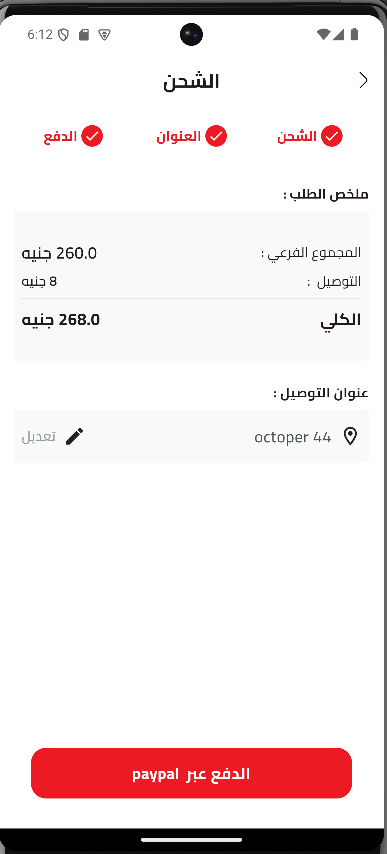 6:12
الشحن
الشحن العنوان الدفع
ملخص الطلب :
المجموع الفرعي : 260.0 جنيه
التوصيل : 8 جنيه
الكلي 268.0 جنيه
عنوان التوصيل :
octoper 44 تعديل
الدفع عبر paypal